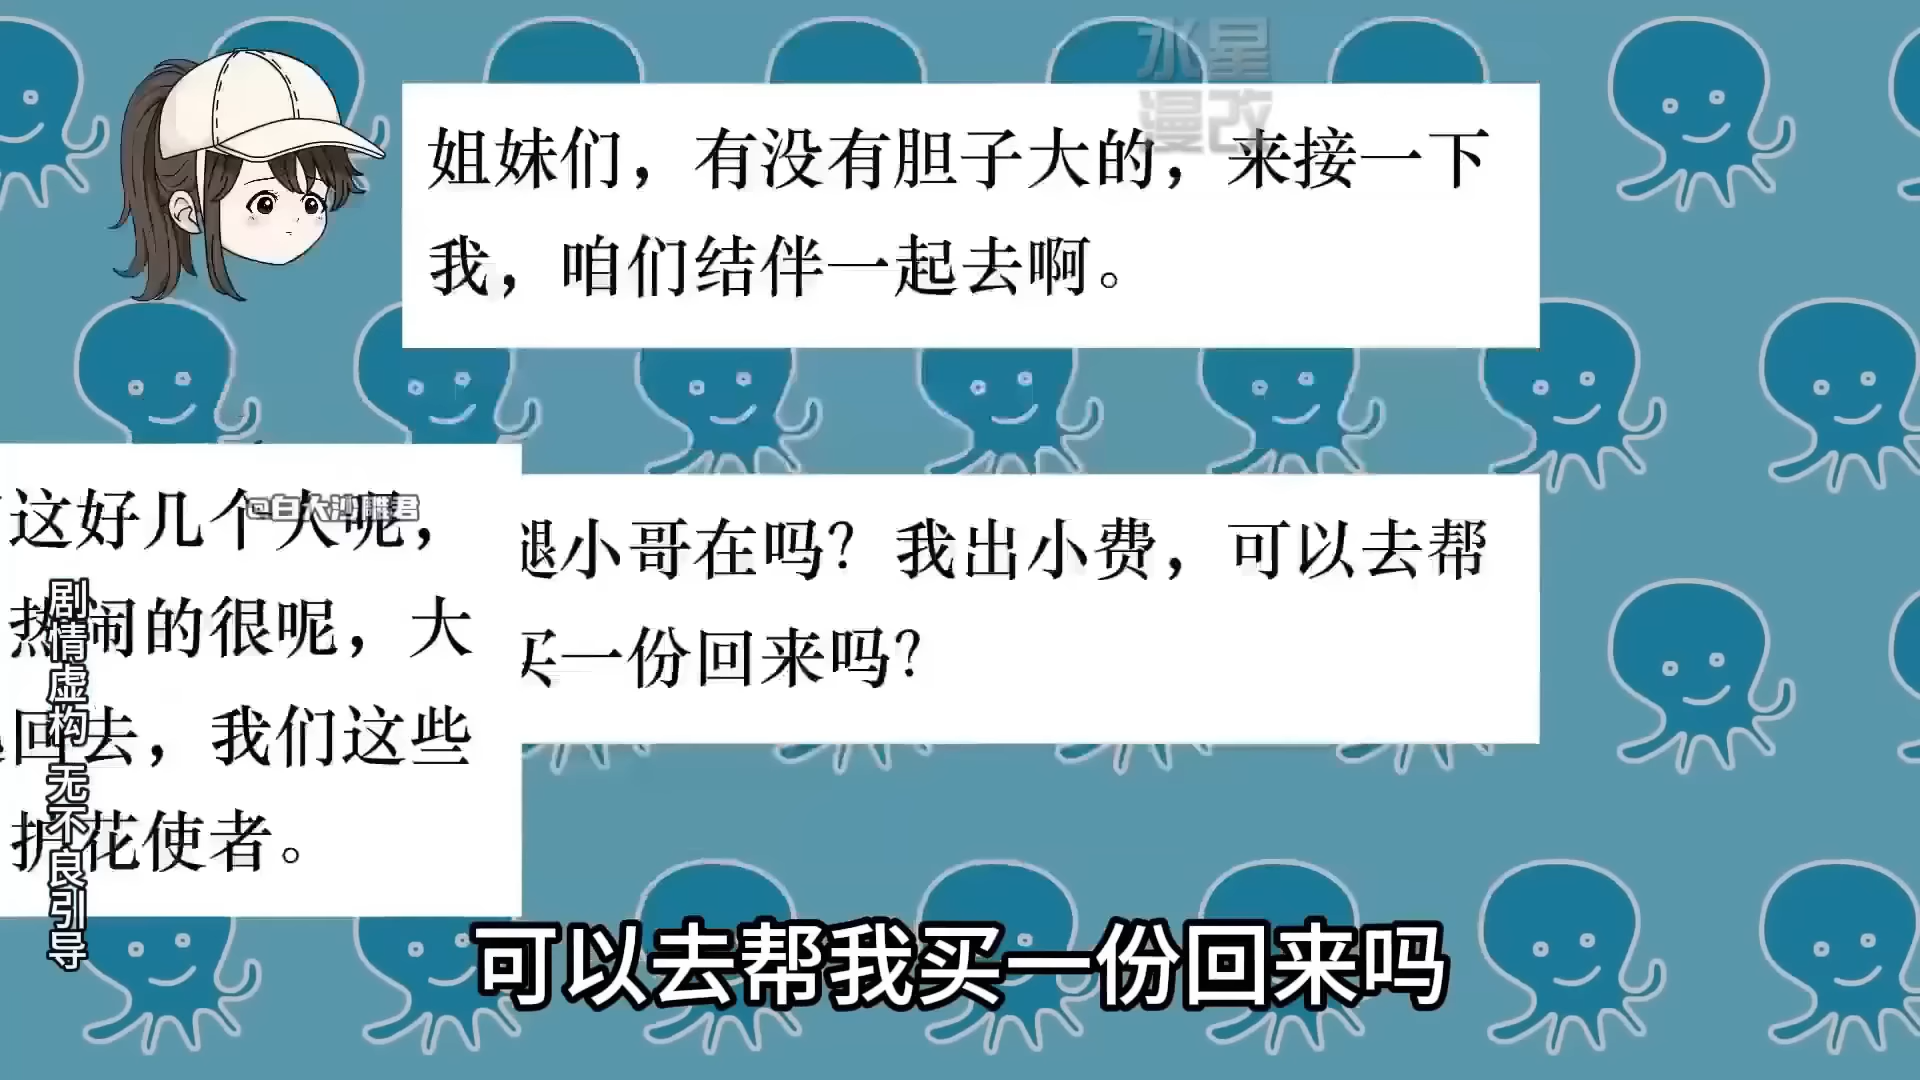 水星
漫改
姐妹们，有没有胆子大的，来接一下
我，咱们结伴一起去啊。
@白大沙雕君
这好几个大呢，
热闹的很呢，大
回去，我们这些
护花使者。
腿小哥在吗？我出小费，可以去帮
买一份回来吗？
剧情虚构 无不良引导
可以去帮我买一份回来吗